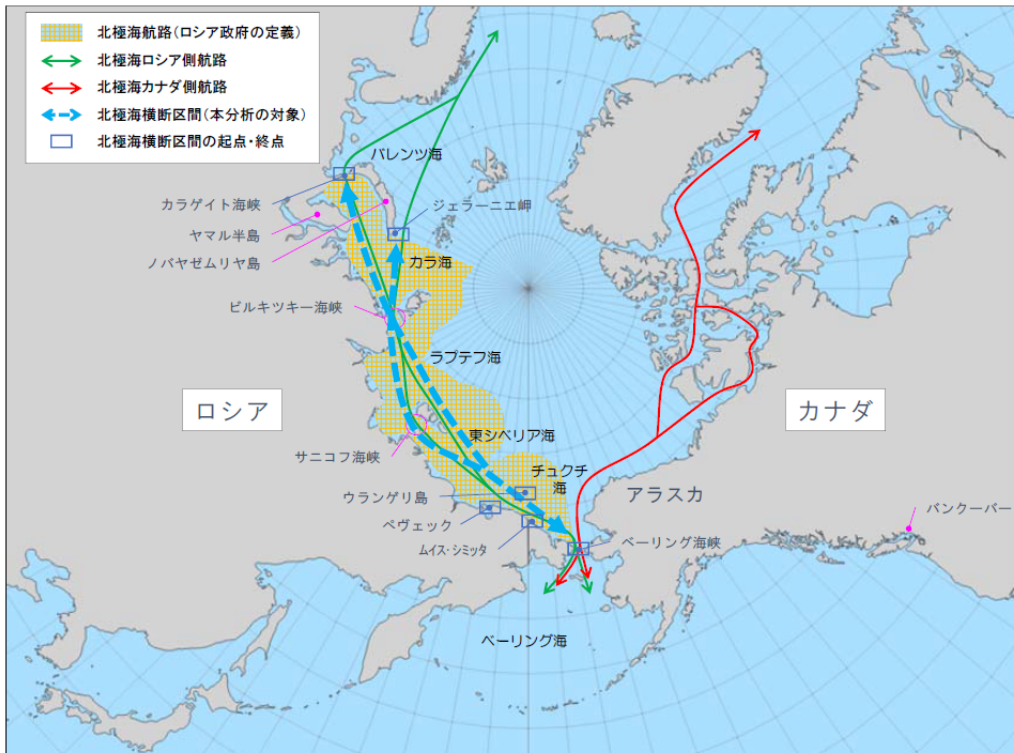 北極海航路(ロシア政府の定義)
北極海ロシア側航路
北極海カナダ側航路
北極海横断区間(本分析の対象)
北極海横断区間の起点・終点
バレンツ海
カラゲイト海峡
ジェラーニエ岬
ヤマル半島
ノバヤゼムリヤ島
カラ海
ビルキツキー海峡
ラプテフ海
ロシア
カナダ
東シベリア海
サニコフ海峡
チュクチ
海
アラスカ
ウランゲリ島
バンクーバー
ペヴェック
ムイス・シミッタ
ベーリング海峡
ベーリング海